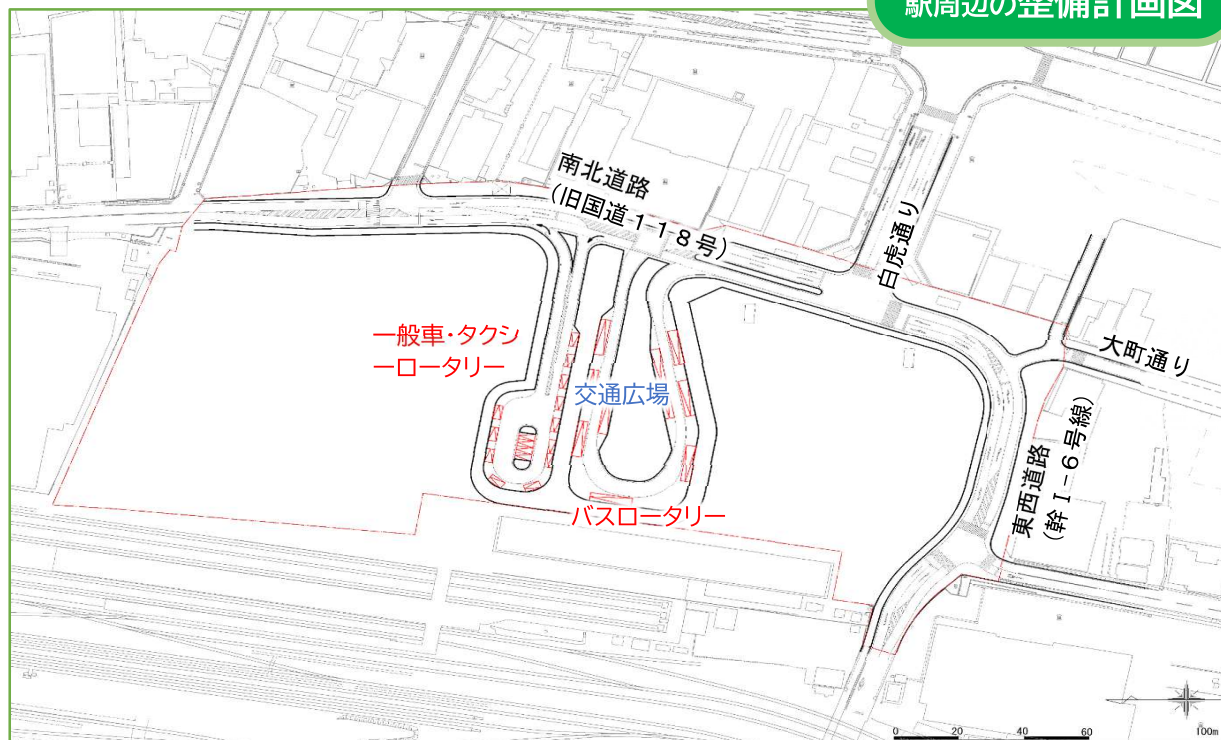 駅周辺の整備計画図
南北道路
(旧国道118号)
白虎通り
大町通り
一般車・タクシ
ーロータリー
交通広場
東西道路
(幹Ⅰ-6号線)
バスロータリー
0 20 40 60 100m